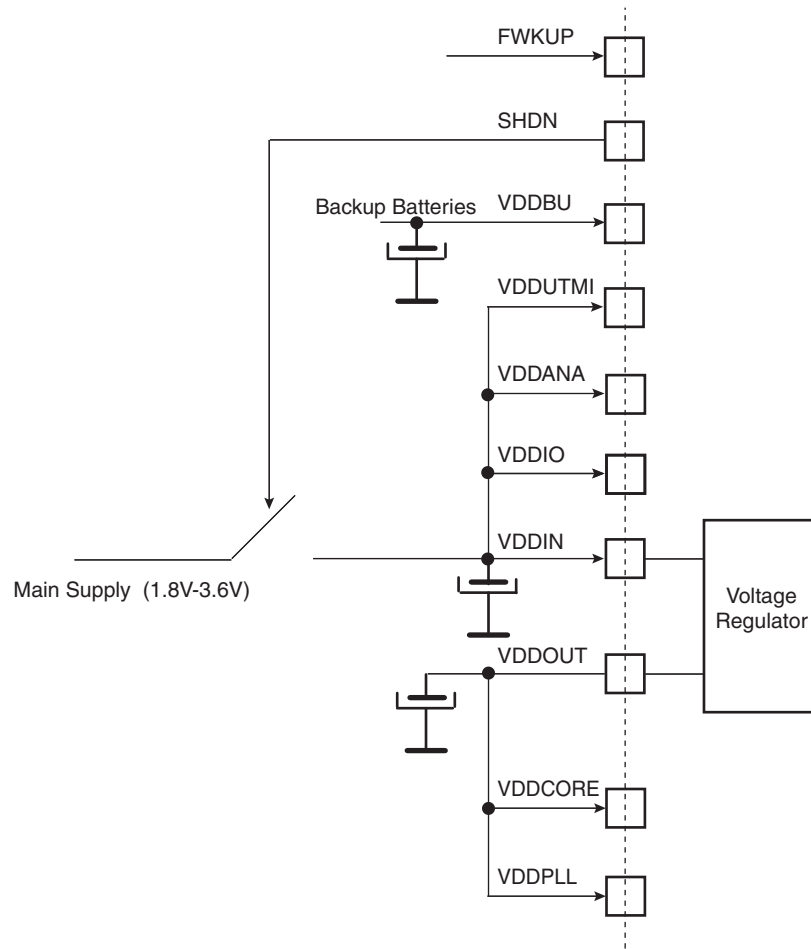 FWKUP
SHDN
Backup Batteries
VDDBU
VDDUTMI
VDDANA
VDDIO
VDDIN
Main Supply (1.8V-3.6V)
Voltage
Regulator
VDDOUT
VDDCORE
VDDPLL